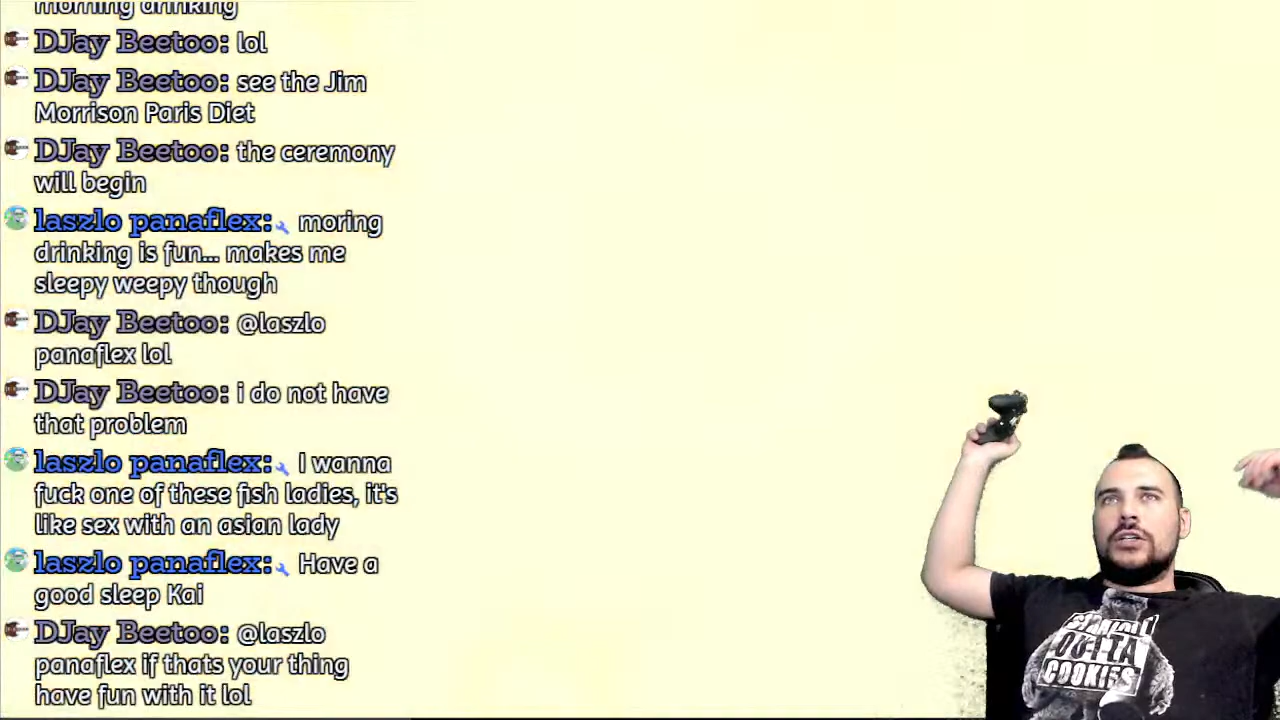 morning drinking
DJay Beetoo: lol
DJay Beetoo: see the Jim
Morrison Paris Diet
DJay Beetoo: the ceremony
will begin
laszlo panaflex: moring
drinking is fun... makes me
sleepy weepy though
DJay Beetoo: @laszlo
panaflex lol
DJay Beetoo: i do not have
that problem
laszlo panaflex: I wanna
fuck one of these fish ladies, it's
like sex with an asian lady
laszlo panaflex: Have a
good sleep Kai
DJay Beetoo: @laszlo
panaflex if thats your thing
have fun with it lol
OUTTA
COOKIES